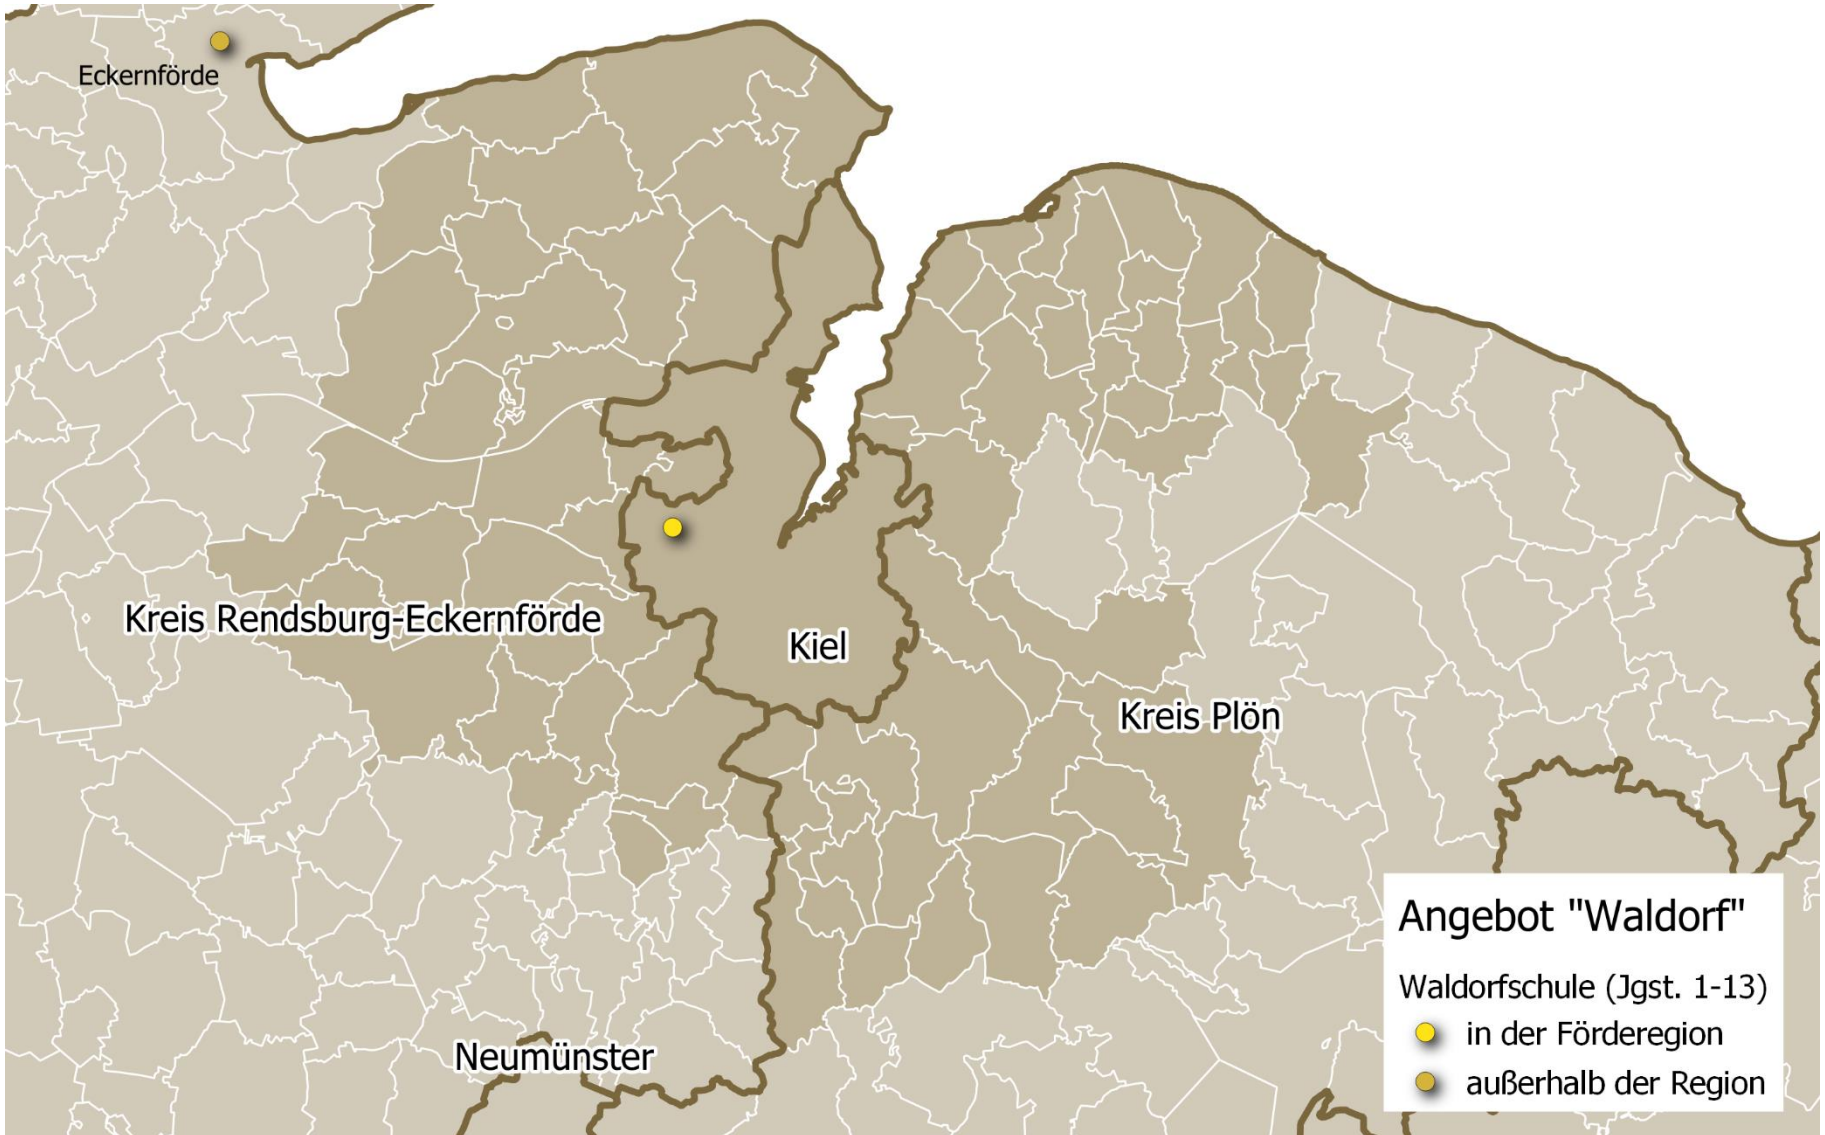 Eckernförde
Kreis Rendsburg-Eckernförde
Kiel
Kreis Plön
Neumünster
Angebot "Waldorf"
Waldorfschule (Jgst. 1-13)
in der Förderegion
außerhalb der Region